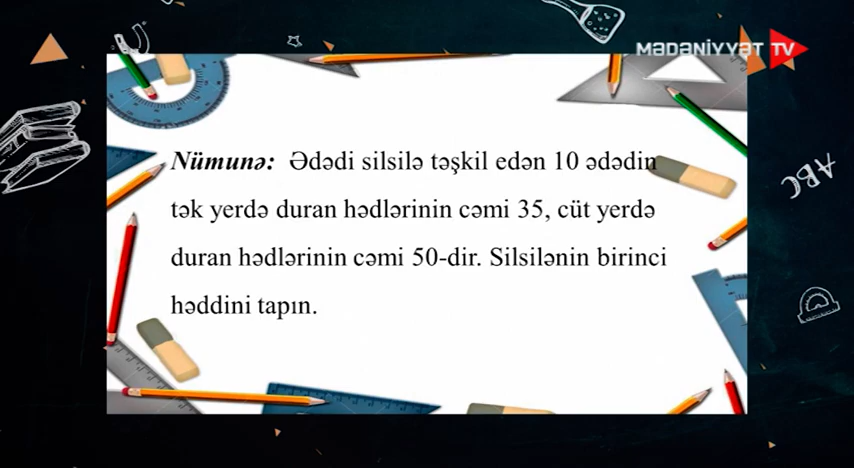 MƏDƏNİYYƏT TV
Nümunə: Ədədi silsilə təşkil edən 10 ədədin
tək yerdə duran hədlərinin cəmi 35, cüt yerdə
duran hədlərinin cəmi 50-dir. Silsilənin birinci
həddini tapın.
ABC